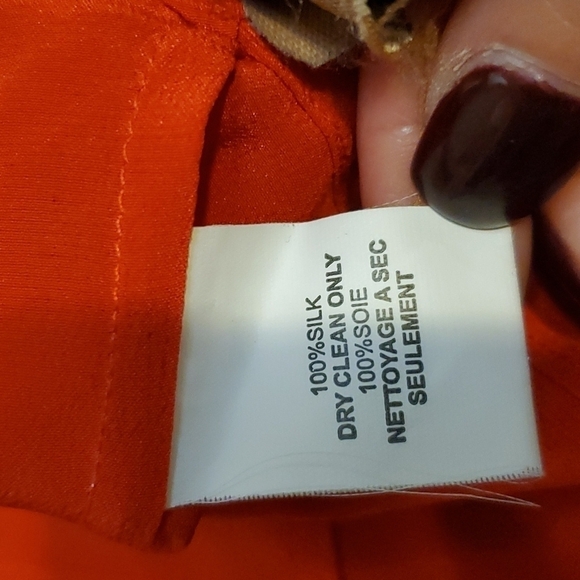 100%SILK
DRY CLEAN ONLY
100%SOIE
NETTOYAGE A SEC
SEULEMENT